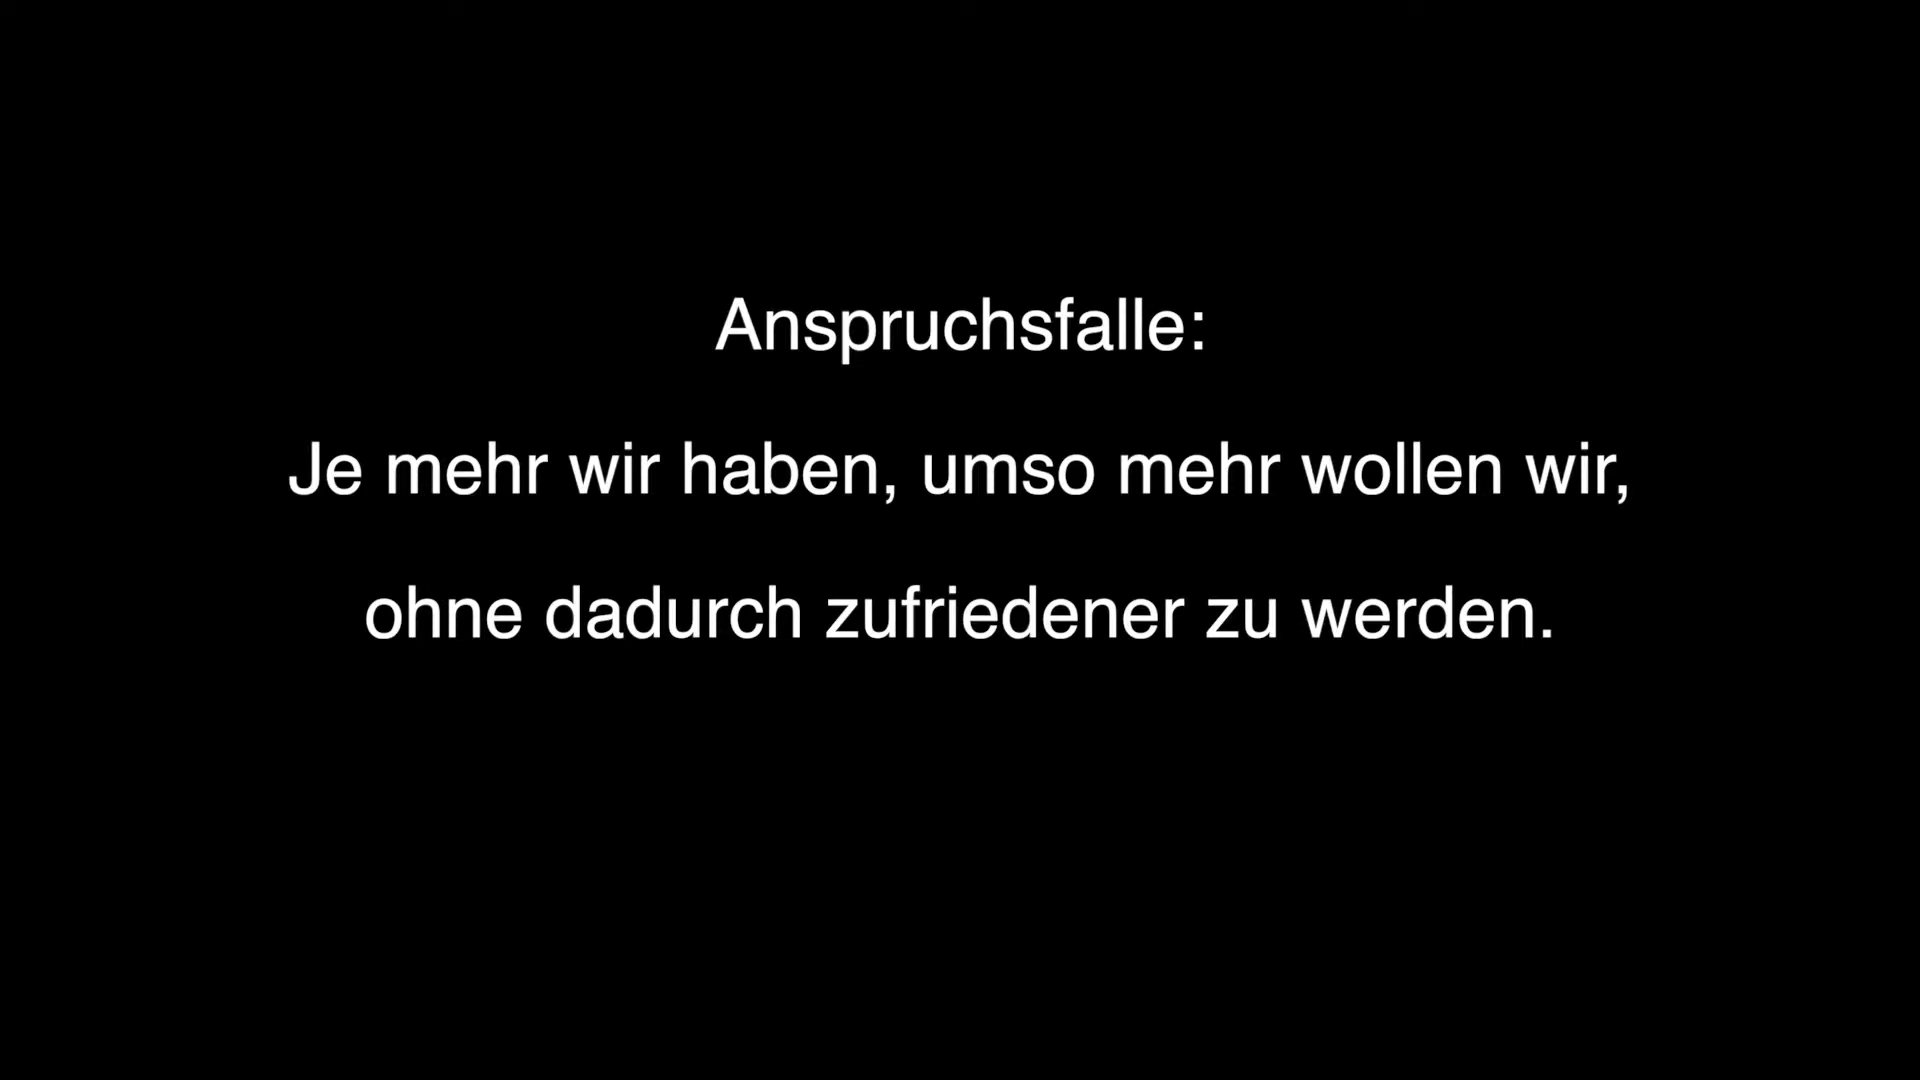 Anspruchsfalle:
Je mehr wir haben, umso mehr wollen wir,
ohne dadurch zufriedener zu werden.